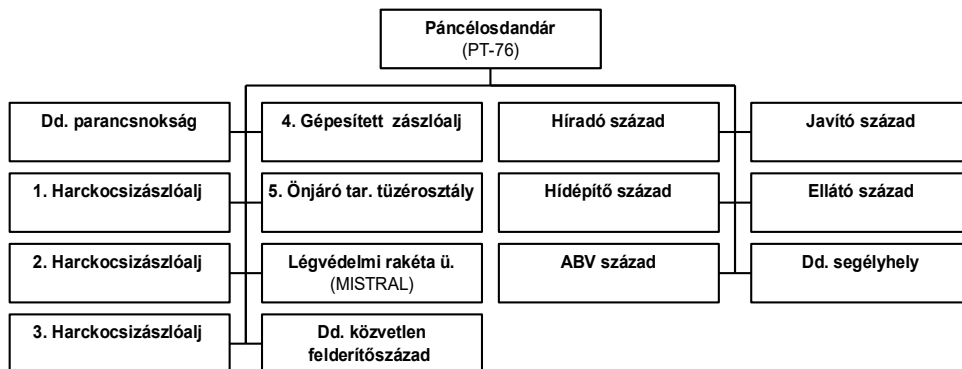 Páncélosdandár
(PT-76)
Dd. parancsnokság
4. Gépesített zászlóalj
Híradó század
Javító század
1. Harckocsizászlóalj
5. Önjáró tar. tüzérosztály
Hídépítő század
Ellátó század
2. Harckocsizászlóalj
Légvédelmi rakéta ü.
(MISTRAL)
ABV század
Dd. segélyhely
3. Harckocsizászlóalj
Dd. közvetlen
felderítőszázad